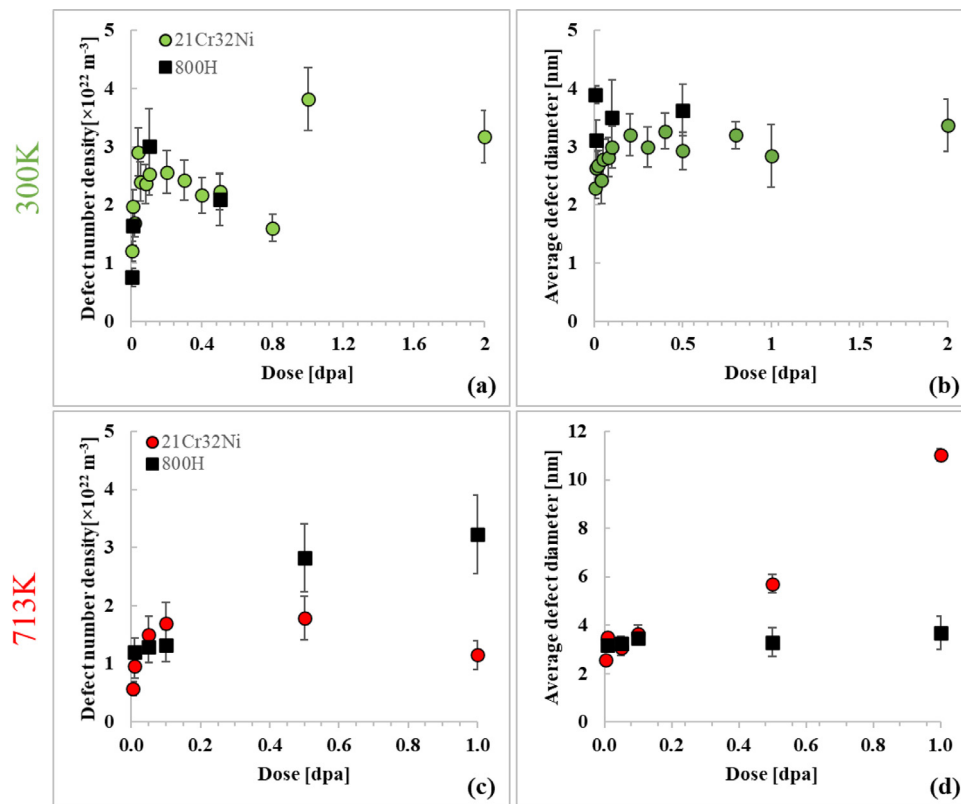 300K
Defect number density[×10²² m⁻³]
5
4
3
2
1
0
21Cr32Ni
800H
0
0.4
0.8
1.2
1.6
2
Dose [dpa]
(a)
Average defect diameter [nm]
5
4
3
2
1
0
0
0.5
1
1.5
2
Dose [dpa]
(b)
713K
Defect number density[×10²² m⁻³]
5
4
3
2
1
0
21Cr32Ni
800H
0.0
0.2
0.4
0.6
0.8
1.0
Dose [dpa]
(c)
Average defect diameter [nm]
12
10
8
6
4
2
0
0.0
0.2
0.4
0.6
0.8
1.0
Dose [dpa]
(d)